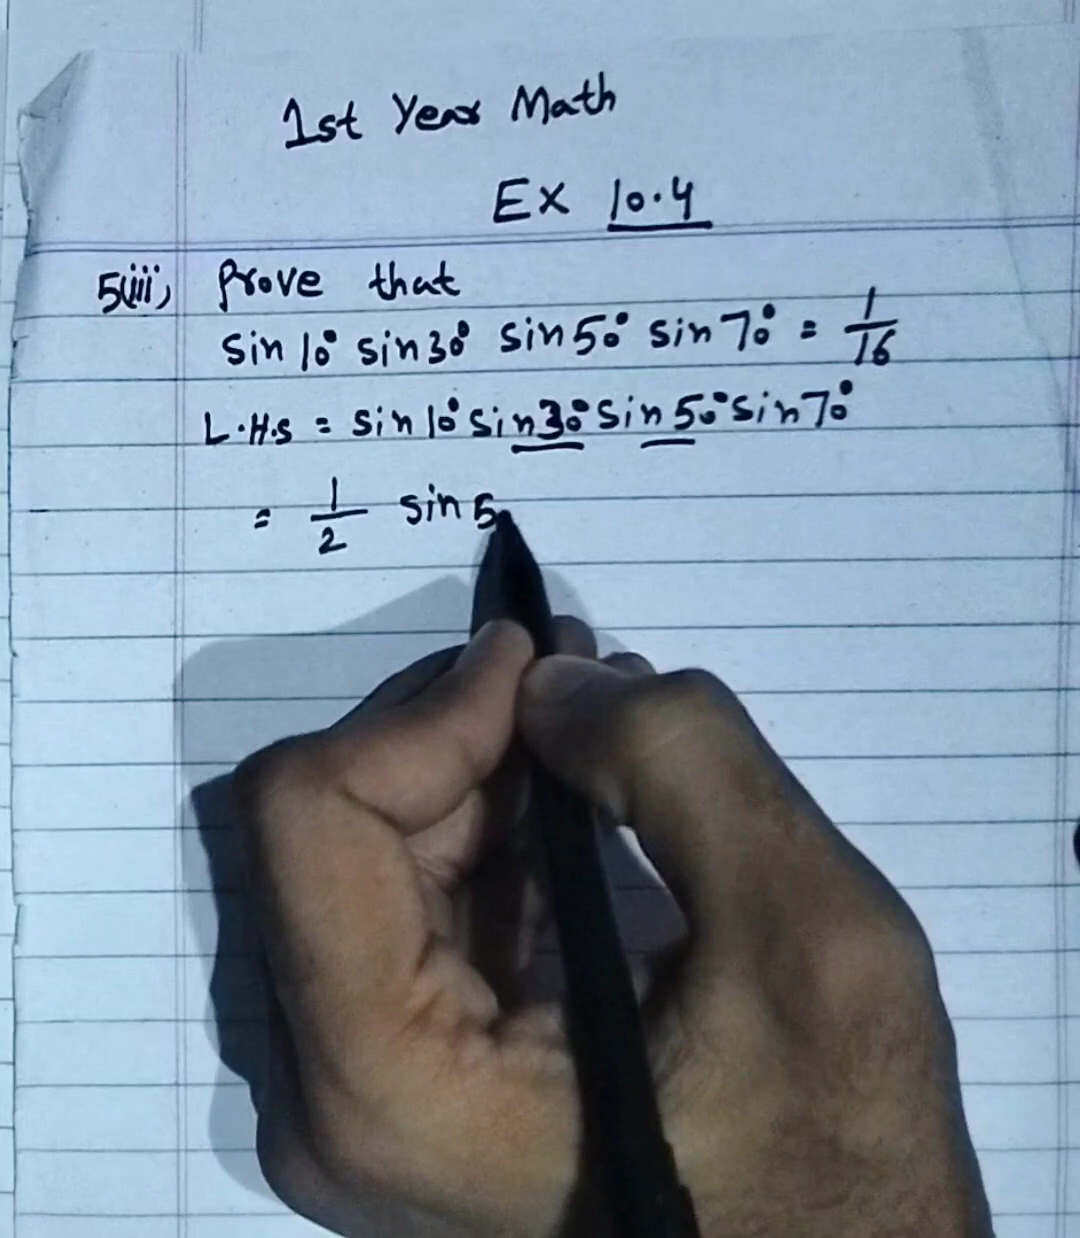 1st Year Math
Ex 10.4
5(iii) Prove that
sin 10° sin 30° sin 50° sin 70° = 1/16
L.H.S = sin 10° sin 30° sin 50° sin 70°
= 1/2 sin 5